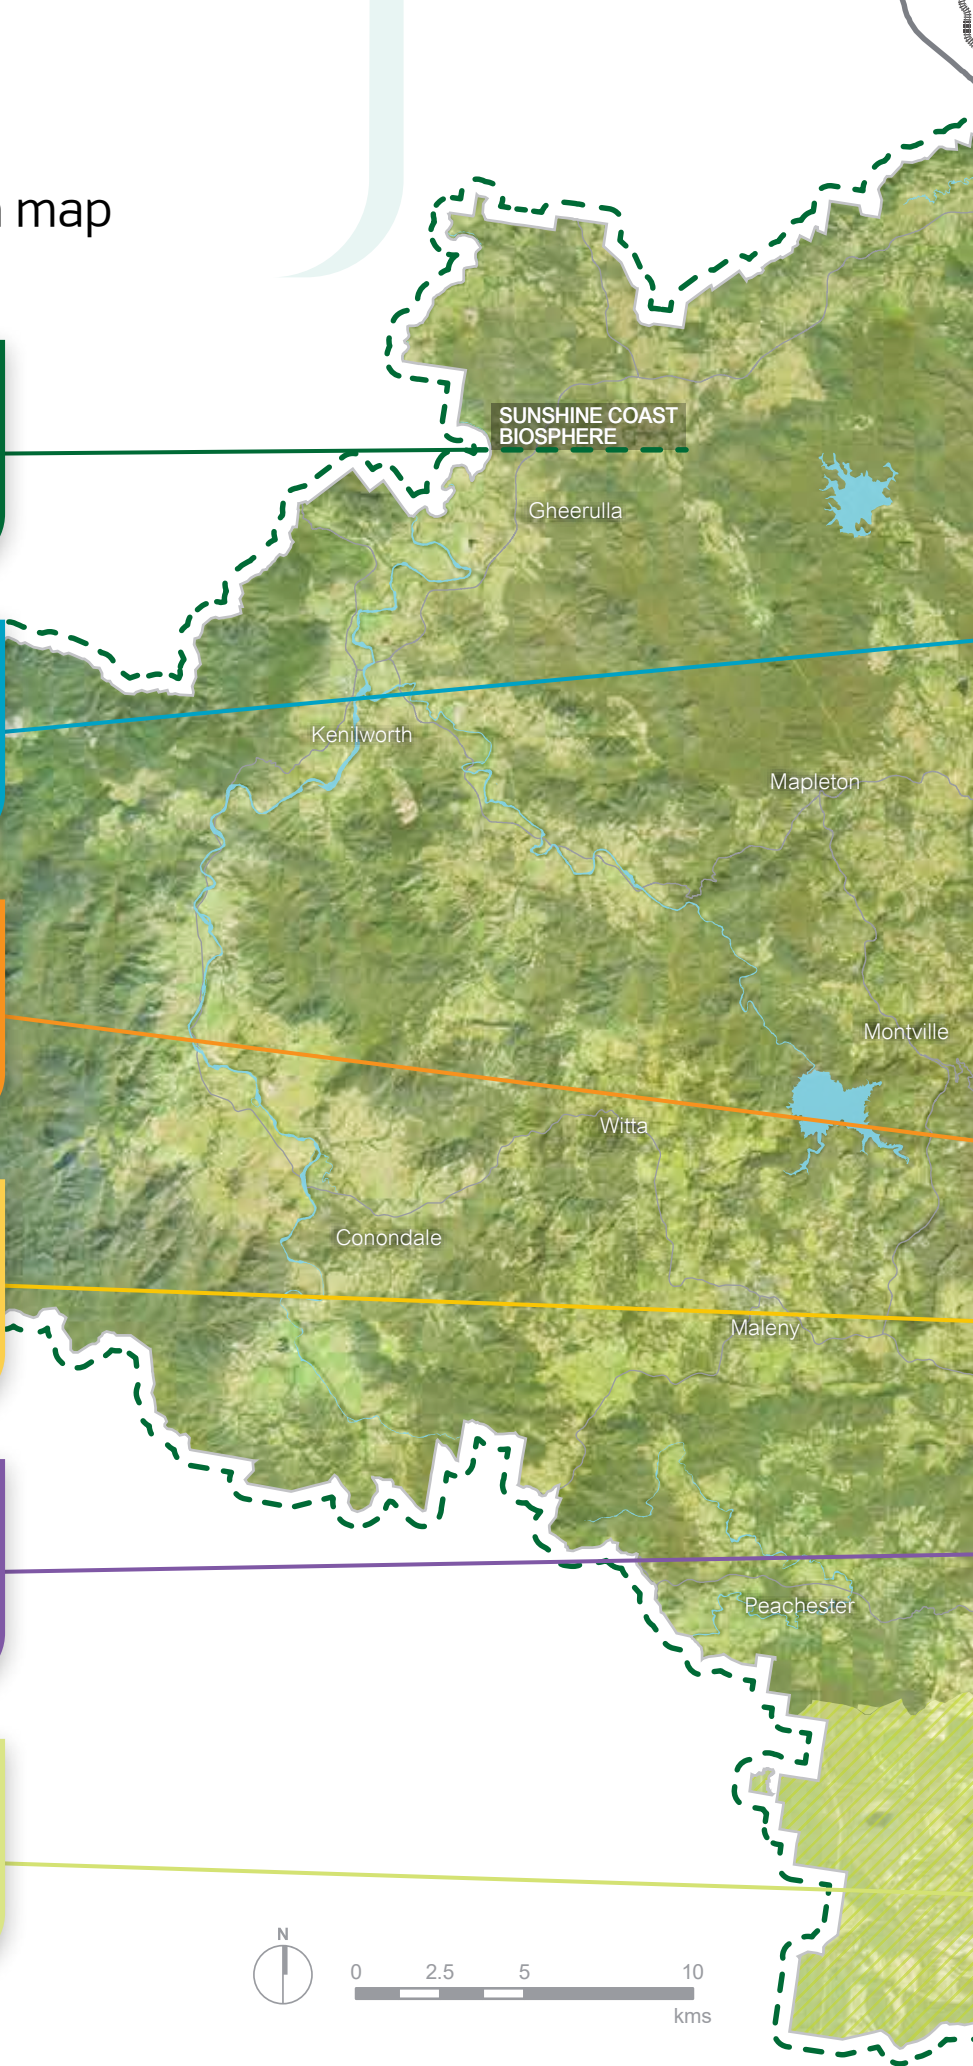 map
SUNSHINE COAST
BIOSPHERE
Gheerulla
Kenilworth
Mapleton
Montville
Witta
Conondale
Maleny
Peachester
N
0 2.5 5 10
kms